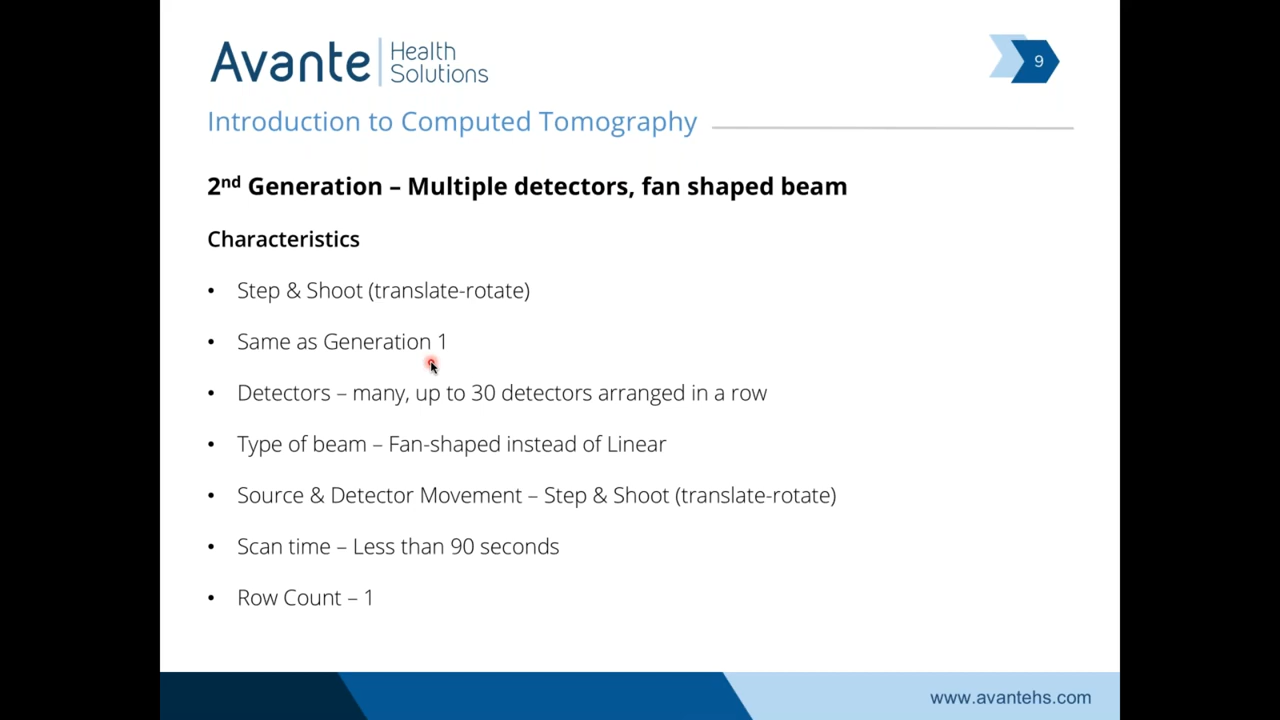 Avante Health Solutions
9
Introduction to Computed Tomography
2nd Generation – Multiple detectors, fan shaped beam
Characteristics
• Step & Shoot (translate-rotate)
• Same as Generation 1
• Detectors – many, up to 30 detectors arranged in a row
• Type of beam – Fan-shaped instead of Linear
• Source & Detector Movement – Step & Shoot (translate-rotate)
• Scan time – Less than 90 seconds
• Row Count – 1
www.avantehs.com